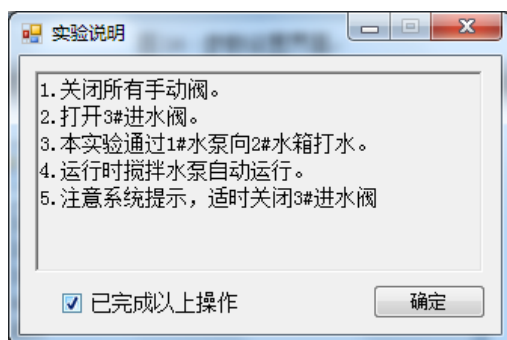 实验说明
1.关闭所有手动阀。
2.打开3#进水阀。
3.本实验通过1#水泵向2#水箱打水。
4.运行时搅拌水泵自动运行。
5.注意系统提示，适时关闭3#进水阀
已完成以上操作
确定